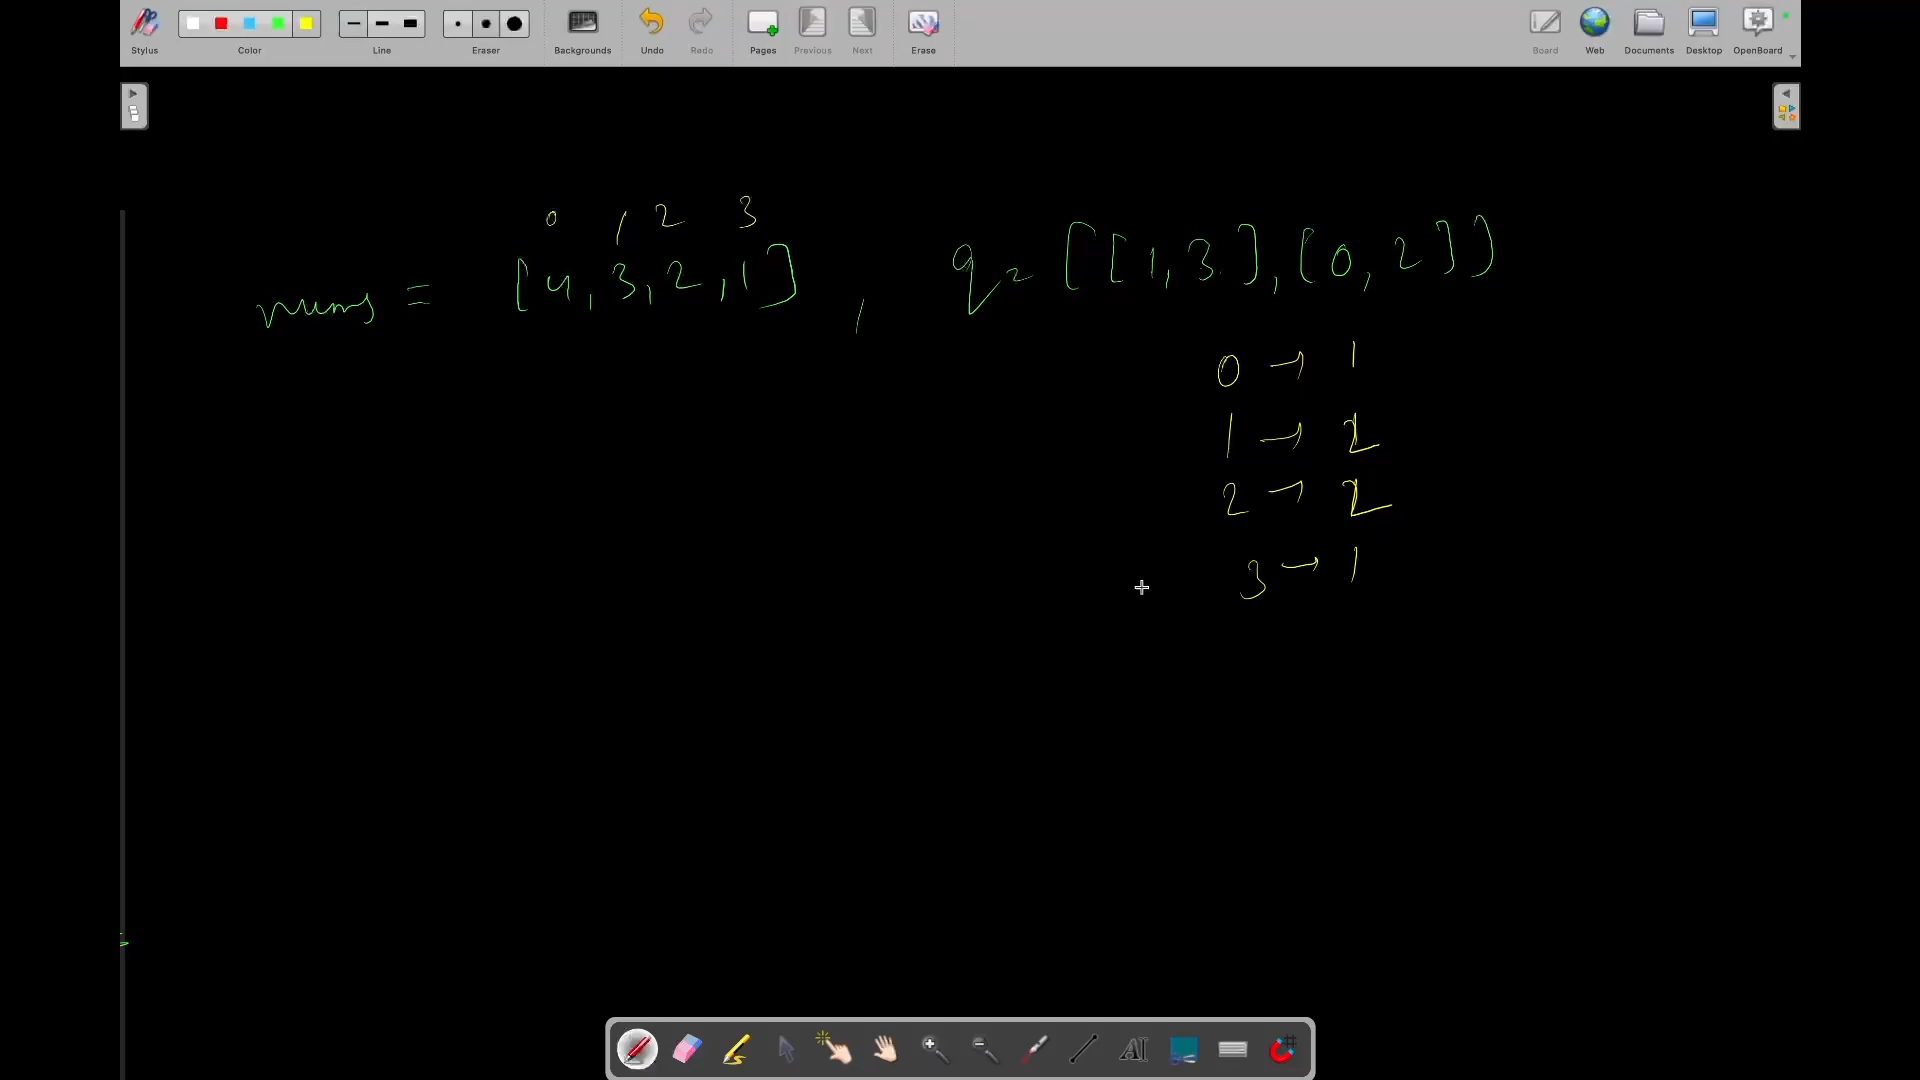 Stylus Color Line Eraser Backgrounds Undo Redo Pages Previous Next Erase Board Web Documents Desktop OpenBoard
0 1 2 3
nums = [4, 3, 2, 1] , q = [[1, 3], [0, 2]]
0 → 1
1 → 2
2 → 2
3 → 1